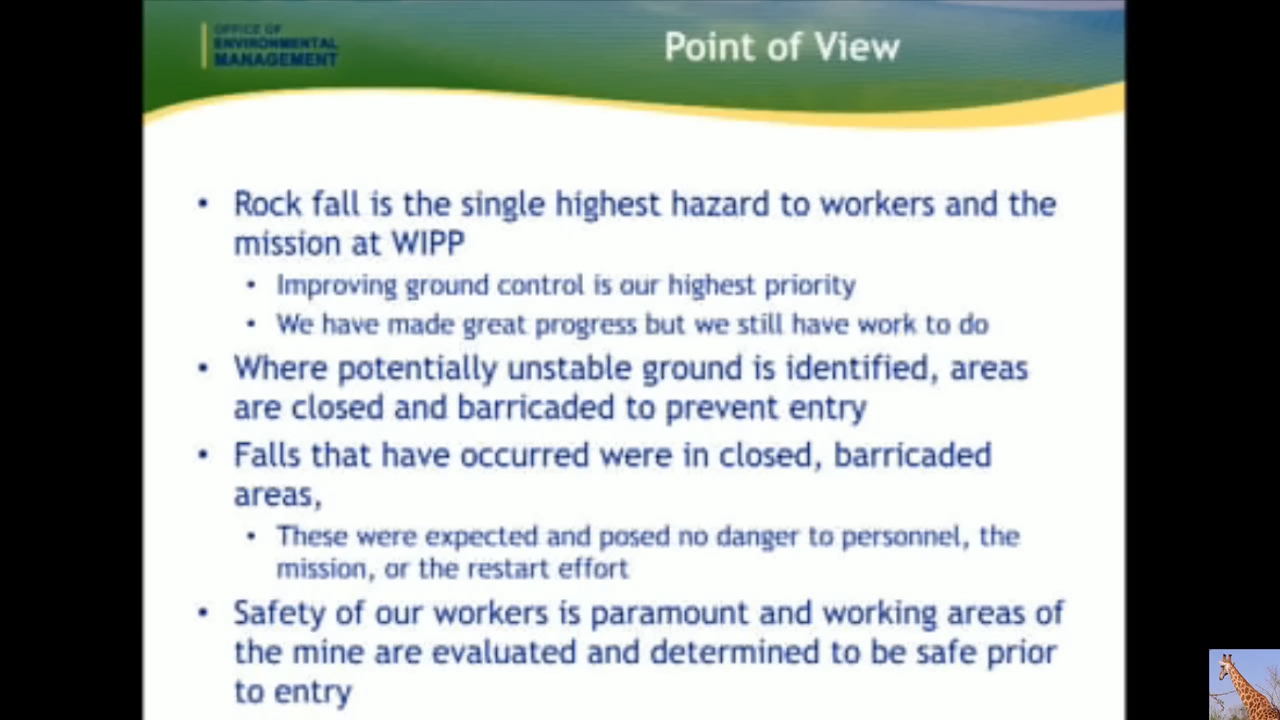 OFFICE OF
ENVIRONMENTAL
MANAGEMENT
Point of View
• Rock fall is the single highest hazard to workers and the
mission at WIPP
• Improving ground control is our highest priority
• We have made great progress but we still have work to do
• Where potentially unstable ground is identified, areas
are closed and barricaded to prevent entry
• Falls that have occurred were in closed, barricaded
areas,
• These were expected and posed no danger to personnel, the
mission, or the restart effort
• Safety of our workers is paramount and working areas of
the mine are evaluated and determined to be safe prior
to entry